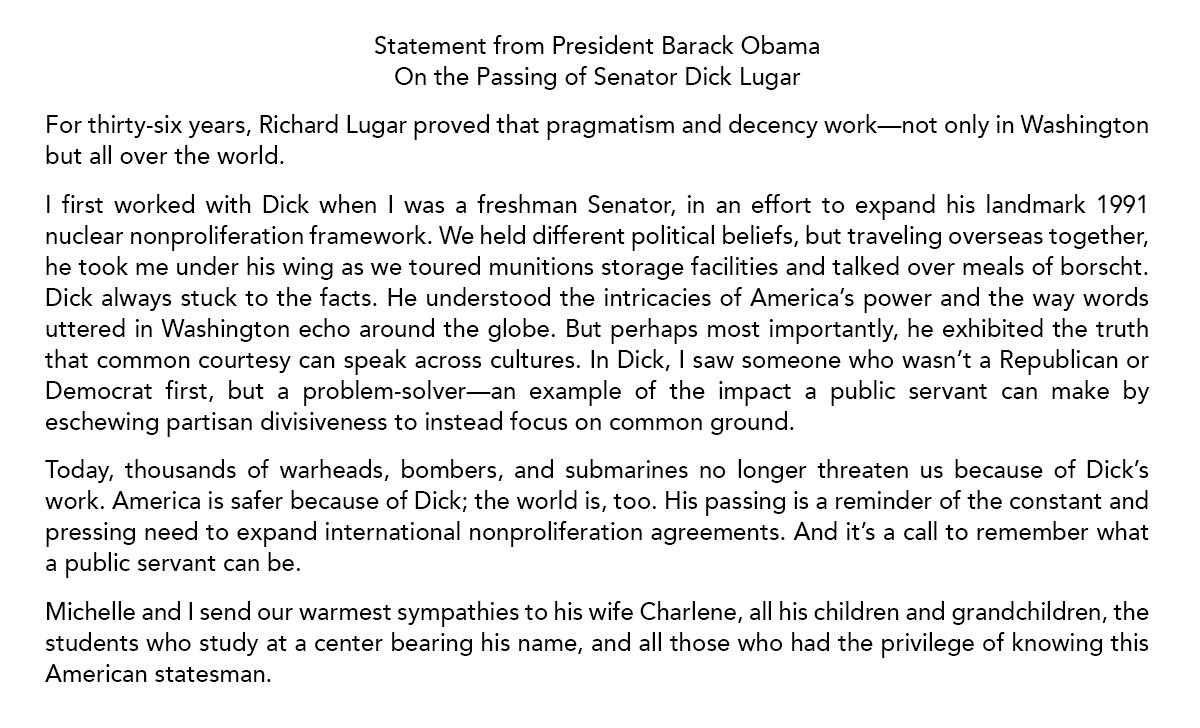 Statement from President Barack Obama
On the Passing of Senator Dick Lugar
For thirty-six years, Richard Lugar proved that pragmatism and decency work—not only in Washington
but all over the world.
I first worked with Dick when I was a freshman Senator, in an effort to expand his landmark 1991
nuclear nonproliferation framework. We held different political beliefs, but traveling overseas together,
he took me under his wing as we toured munitions storage facilities and talked over meals of borscht.
Dick always stuck to the facts. He understood the intricacies of America’s power and the way words
uttered in Washington echo around the globe. But perhaps most importantly, he exhibited the truth
that common courtesy can speak across cultures. In Dick, I saw someone who wasn’t a Republican or
Democrat first, but a problem-solver—an example of the impact a public servant can make by
eschewing partisan divisiveness to instead focus on common ground.
Today, thousands of warheads, bombers, and submarines no longer threaten us because of Dick’s
work. America is safer because of Dick; the world is, too. His passing is a reminder of the constant and
pressing need to expand international nonproliferation agreements. And it’s a call to remember what
a public servant can be.
Michelle and I send our warmest sympathies to his wife Charlene, all his children and grandchildren, the
students who study at a center bearing his name, and all those who had the privilege of knowing this
American statesman.